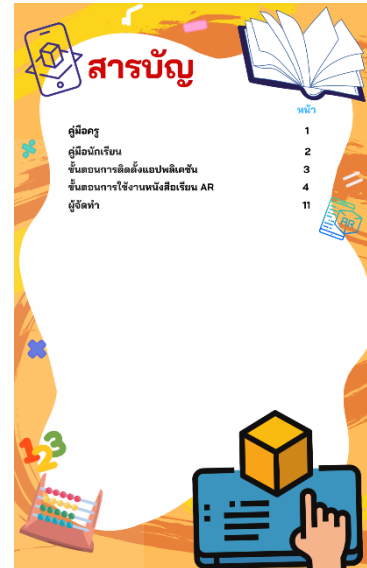 สารบัญ
หน้า
คู่มือครู 1
คู่มือนักเรียน 2
ขั้นตอนการติดตั้งแอปพลิเคชัน 3
ขั้นตอนการใช้งานหนังสือเรียน AR 4
ผู้จัดทำ 11
AR
123